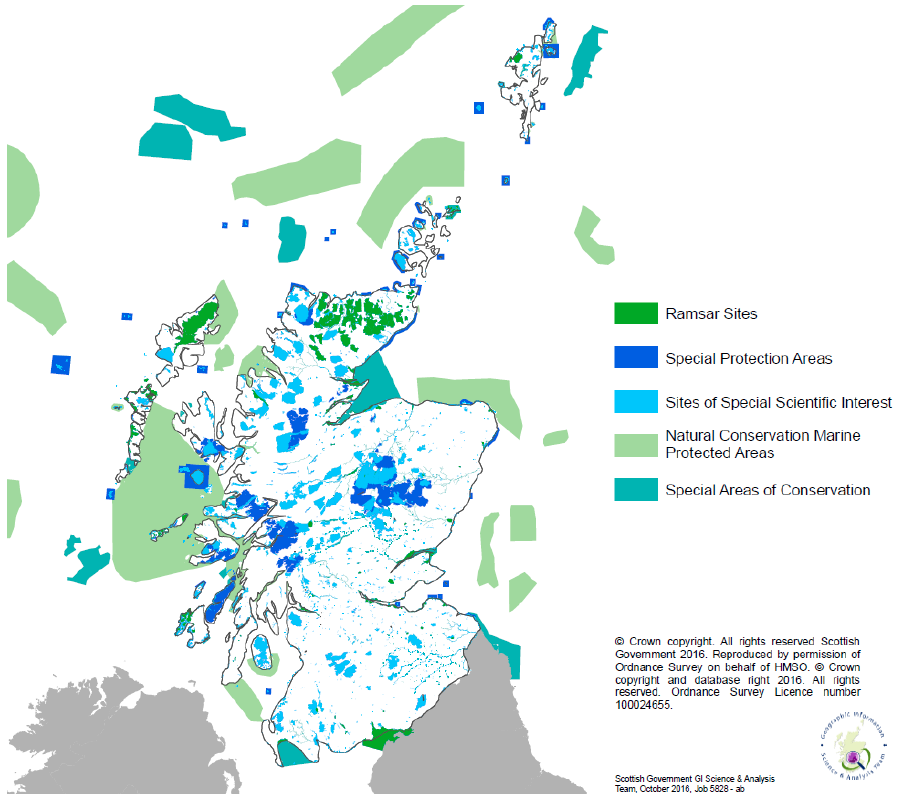 Ramsar Sites
Special Protection Areas
Sites of Special Scientific Interest
Natural Conservation Marine
Protected Areas
Special Areas of Conservation
© Crown copyright. All rights reserved Scottish
Government 2016. Reproduced by permission of
Ordnance Survey on behalf of HMSO. © Crown
copyright and database right 2016. All rights
reserved. Ordnance Survey Licence number
100024655.
Geographic Information
Science & Analysis Team
Scottish Government GI Science & Analysis
Team, October 2016, Job 5828 - ab